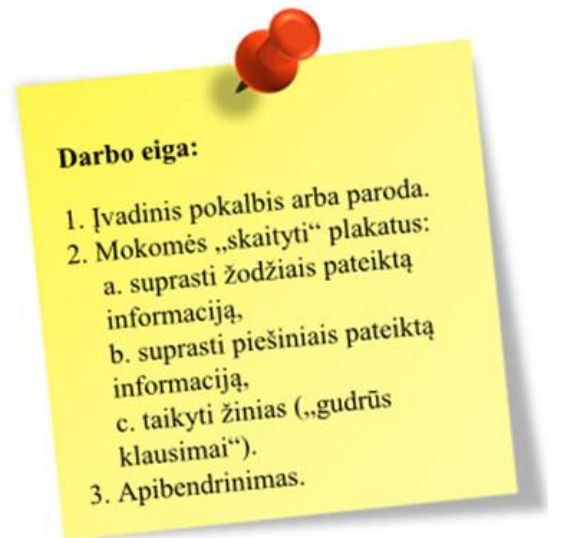 Darbo eiga:
1. Įvadinis pokalbis arba paroda.
2. Mokomės „skaityti“ plakatus:
a. suprasti žodžiais pateiktą
informaciją,
b. suprasti piešiniais pateiktą
informaciją,
c. taikyti žinias („gudrūs
klausimai“).
3. Apibendrinimas.